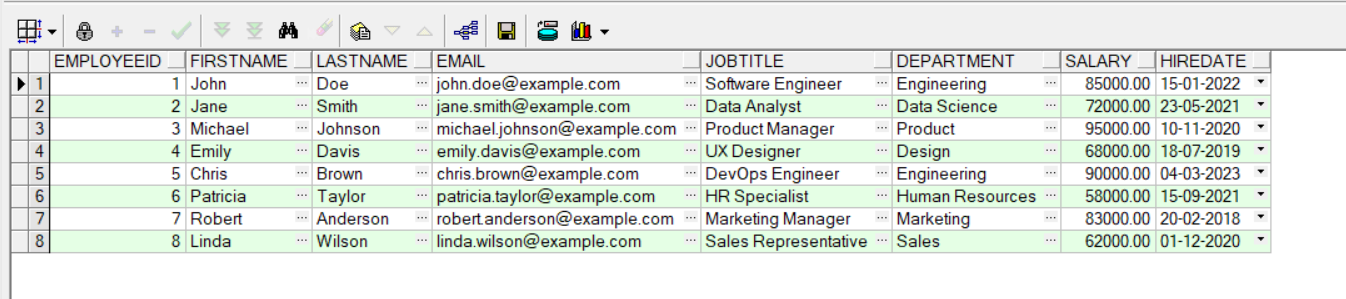 EMPLOYEEID FIRSTNAME LASTNAME EMAIL JOBTITLE DEPARTMENT SALARY HIREDATE
1 1 John Doe john.doe@example.com Software Engineer Engineering 85000.00 15-01-2022
2 2 Jane Smith jane.smith@example.com Data Analyst Data Science 72000.00 23-05-2021
3 3 Michael Johnson michael.johnson@example.com Product Manager Product 95000.00 10-11-2020
4 4 Emily Davis emily.davis@example.com UX Designer Design 68000.00 18-07-2019
5 5 Chris Brown chris.brown@example.com DevOps Engineer Engineering 90000.00 04-03-2023
6 6 Patricia Taylor patricia.taylor@example.com HR Specialist Human Resources 58000.00 15-09-2021
7 7 Robert Anderson robert.anderson@example.com Marketing Manager Marketing 83000.00 20-02-2018
8 8 Linda Wilson linda.wilson@example.com Sales Representative Sales 62000.00 01-12-2020